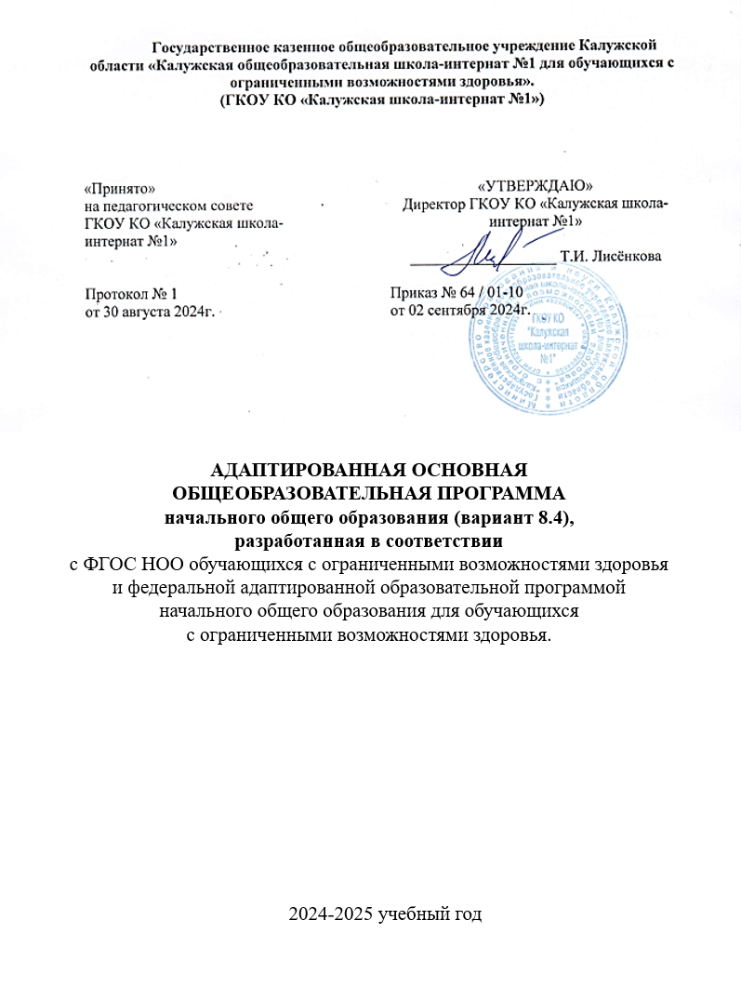 Государственное казенное общеобразовательное учреждение Калужской
области «Калужская общеобразовательная школа-интернат №1 для обучающихся с
ограниченными возможностями здоровья».
(ГКОУ КО «Калужская школа-интернат №1»)
«Принято»
на педагогическом совете
ГКОУ КО «Калужская школа-
интернат №1»
Протокол № 1
от 30 августа 2024г.
«УТВЕРЖДАЮ»
Директор ГКОУ КО «Калужская школа-
интернат №1»
Т.И. Лисёнкова
Приказ № 64 / 01-10
от 02 сентября 2024г.
ГКОУ КО
"Калужская
школа-интернат
№1"
АДАПТИРОВАННАЯ ОСНОВНАЯ
ОБЩЕОБРАЗОВАТЕЛЬНАЯ ПРОГРАММА
начального общего образования (вариант 8.4),
разработанная в соответствии
с ФГОС НОО обучающихся с ограниченными возможностями здоровья
и федеральной адаптированной образовательной программой
начального общего образования для обучающихся
с ограниченными возможностями здоровья.
2024-2025 учебный год